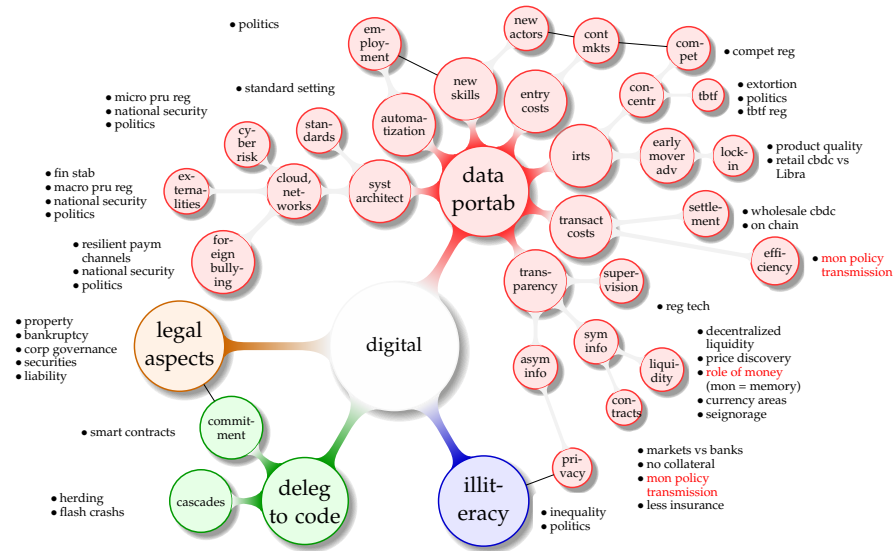 • politics
em-
ployment
new
skills
new
actors
cont
mkts
com-
pet
• compet reg
entry
costs
con-
centr
tbtf
• extortion
• politics
• tbtf reg
• standard setting
• micro pru reg
• national security
• politics
cy-
ber
risk
stan-
dards
automa-
tization
irts
early
mover
adv
lock-
in
• product quality
• retail cbdc vs
Libra
• fin stab
• macro pru reg
• national security
• politics
ex-
terna-
lities
cloud,
net-
works
syst
architect
data
portab
transact
costs
settle-
ment
• wholesale cbdc
• on chain
effi-
ciency
• mon policy
transmission
• resilient paym
channels
• national security
• politics
for-
eign
bully-
ing
trans-
parency
super-
vision
• reg tech
• property
• bankruptcy
• corp governance
• securities
• liability
legal
aspects
digital
asym
info
sym
info
liqui-
dity
con-
tracts
• decentralized
liquidity
• price discovery
• role of money
(mon = memory)
• currency areas
• seignorage
• smart contracts
commit-
ment
• herding
• flash crashs
cascades
deleg
to code
illit-
eracy
pri-
vacy
• inequality
• politics
• markets vs banks
• no collateral
• mon policy
transmission
• less insurance